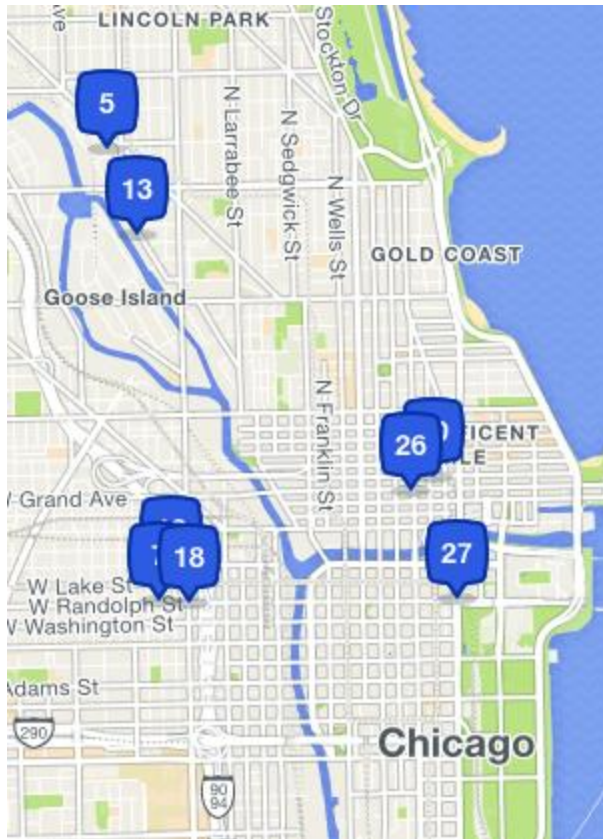 Ave
LINCOLN PARK
Stockton Dr
5
N Larrabee St
N Sedgwick St
13
N Wells St
GOLD COAST
Goose Island
N Franklin St
26
W Grand Ave
18
27
W Lake St
W Randolph St
W Washington St
Adams St
290
Chicago
90
94